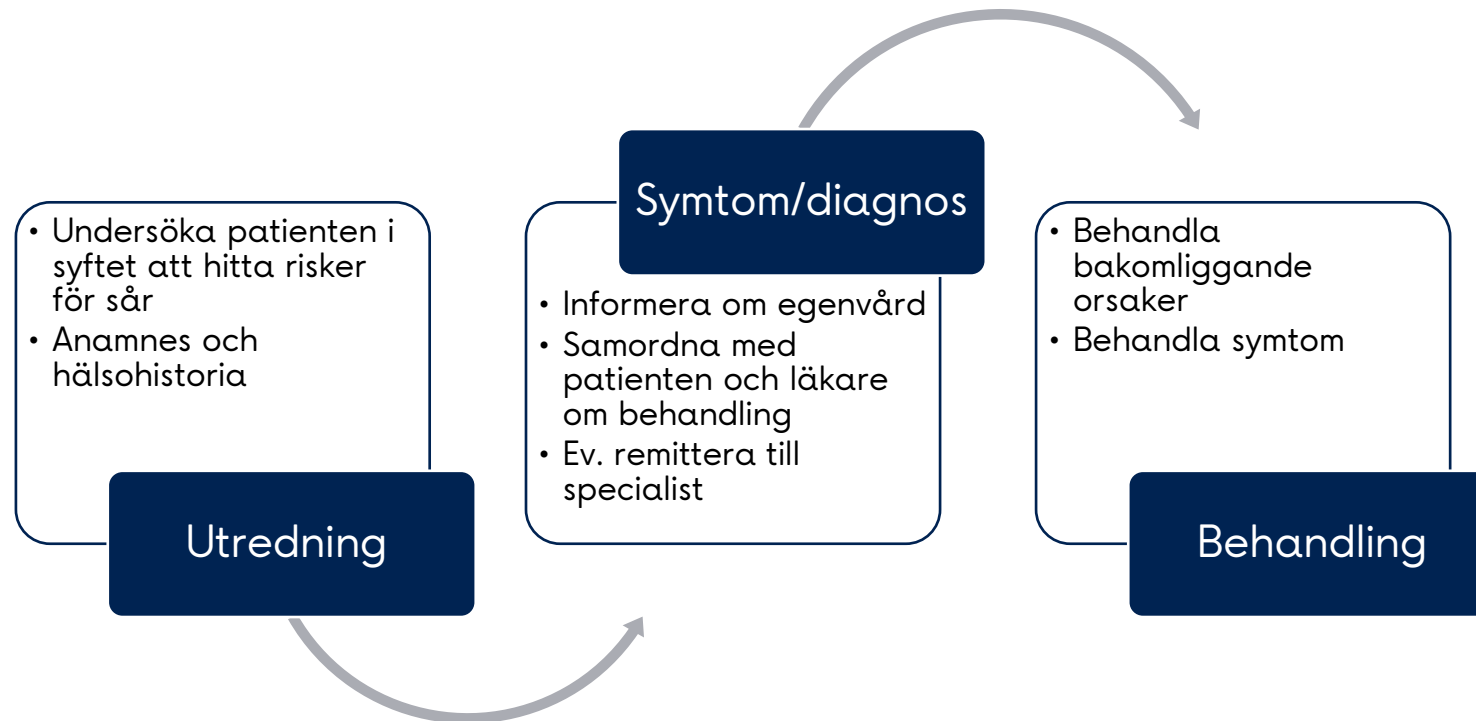 • Undersöka patienten i
syftet att hitta risker
för sår
• Anamnes och
hälsohistoria
Utredning
Symtom/diagnos
• Informera om egenvård
• Samordna med
patienten och läkare
om behandling
• Ev. remittera till
specialist
• Behandla
bakomliggande
orsaker
• Behandla symtom
Behandling